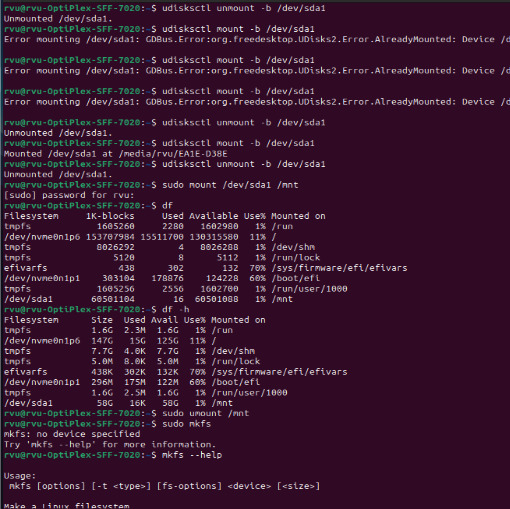 rvu@rvu-OptiPlex-SFF-7020:~$ udisksctl unmount -b /dev/sda1
Unmounted /dev/sda1.
rvu@rvu-OptiPlex-SFF-7020:~$ udisksctl mount -b /dev/sda1
Error mounting /dev/sda1: GDBus.Error:org.freedesktop.UDisks2.Error.AlreadyMounted: Device /d
rvu@rvu-OptiPlex-SFF-7020:~$ udisksctl mount -b /dev/sda1
Error mounting /dev/sda1: GDBus.Error:org.freedesktop.UDisks2.Error.AlreadyMounted: Device /d
rvu@rvu-OptiPlex-SFF-7020:~$ udisksctl mount -b /dev/sda1
Error mounting /dev/sda1: GDBus.Error:org.freedesktop.UDisks2.Error.AlreadyMounted: Device /d
rvu@rvu-OptiPlex-SFF-7020:~$ udisksctl unmount -b /dev/sda1
Unmounted /dev/sda1.
rvu@rvu-OptiPlex-SFF-7020:~$ udisksctl mount -b /dev/sda1
Mounted /dev/sda1 at /media/rvu/EA1E-D38E
rvu@rvu-OptiPlex-SFF-7020:~$ udisksctl unmount -b /dev/sda1
Unmounted /dev/sda1.
rvu@rvu-OptiPlex-SFF-7020:~$ sudo mount /dev/sda1 /mnt
[sudo] password for rvu:
rvu@rvu-OptiPlex-SFF-7020:~$ df
Filesystem     1K-blocks     Used Available Use% Mounted on
tmpfs            1605260     2280   1602980   1% /run
/dev/nvme0n1p6 153707984 15511700 130315580  11% /
tmpfs            8026292        4   8026288   1% /dev/shm
tmpfs               5120        8      5112   1% /run/lock
efivarfs             438      302       132  70% /sys/firmware/efi/efivars
/dev/nvme0n1p1    303104   178876    124228  60% /boot/efi
tmpfs            1605256     2556   1602700   1% /run/user/1000
/dev/sda1       60501104       16  60501088   1% /mnt
rvu@rvu-OptiPlex-SFF-7020:~$ df -h
Filesystem      Size  Used Avail Use% Mounted on
tmpfs           1.6G  2.3M  1.6G   1% /run
/dev/nvme0n1p6  147G   15G  125G  11% /
tmpfs           7.7G  4.0K  7.7G   1% /dev/shm
tmpfs           5.0M  8.0K  5.0M   1% /run/lock
efivarfs        438K  302K  132K  70% /sys/firmware/efi/efivars
/dev/nvme0n1p1  296M  175M  122M  60% /boot/efi
tmpfs           1.6G  2.5M  1.6G   1% /run/user/1000
/dev/sda1        58G   16K   58G   1% /mnt
rvu@rvu-OptiPlex-SFF-7020:~$ sudo umount /mnt
rvu@rvu-OptiPlex-SFF-7020:~$ sudo mkfs
mkfs: no device specified
Try 'mkfs --help' for more information.
rvu@rvu-OptiPlex-SFF-7020:~$ mkfs --help
Usage:
mkfs [options] [-t <type>] [fs-options] <device> [<size>]
Make a Linux filesystem